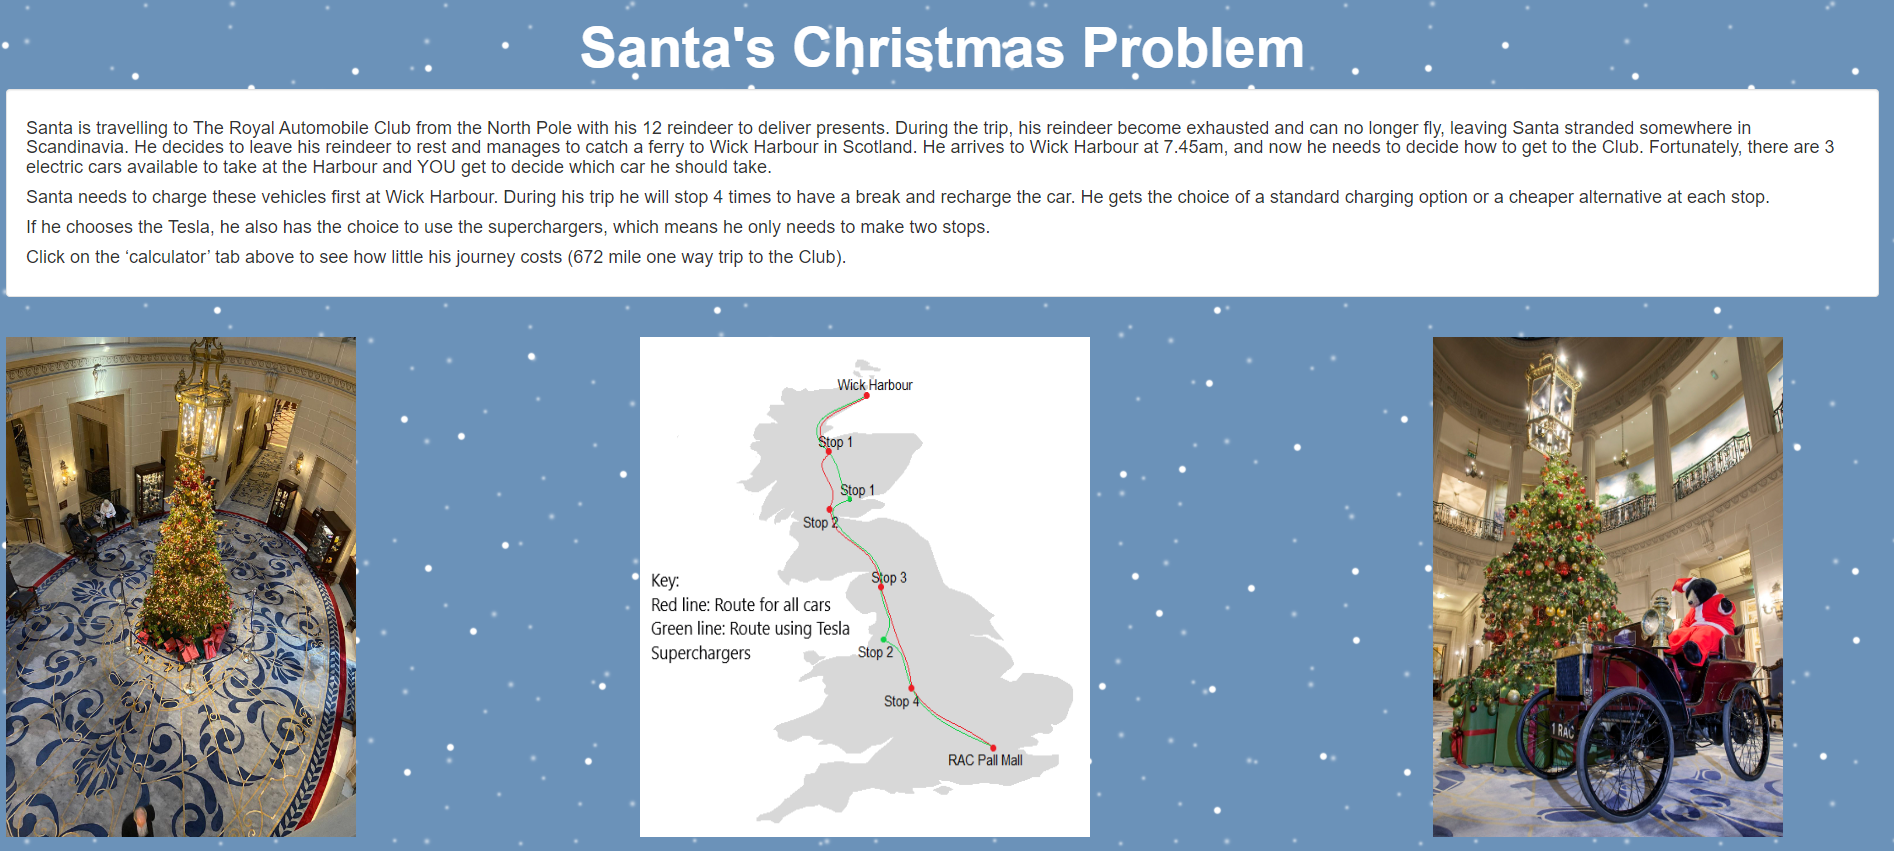 Santa's Christmas Problem
Santa is travelling to The Royal Automobile Club from the North Pole with his 12 reindeer to deliver presents. During the trip, his reindeer become exhausted and can no longer fly, leaving Santa stranded somewhere in
Scandinavia. He decides to leave his reindeer to rest and manages to catch a ferry to Wick Harbour in Scotland. He arrives to Wick Harbour at 7.45am, and now he needs to decide how to get to the Club. Fortunately, there are 3
electric cars available to take at the Harbour and YOU get to decide which car he should take.
Santa needs to charge these vehicles first at Wick Harbour. During his trip he will stop 4 times to have a break and recharge the car. He gets the choice of a standard charging option or a cheaper alternative at each stop.
If he chooses the Tesla, he also has the choice to use the superchargers, which means he only needs to make two stops.
Click on the ‘calculator’ tab above to see how little his journey costs (672 mile one way trip to the Club).
Wick Harbour
Stop 1
Stop 1
Stop 2
Stop 3
Key:
Red line: Route for all cars
Green line: Route using Tesla
Superchargers
Stop 2
Stop 4
RAC Pall Mall
1 RAC